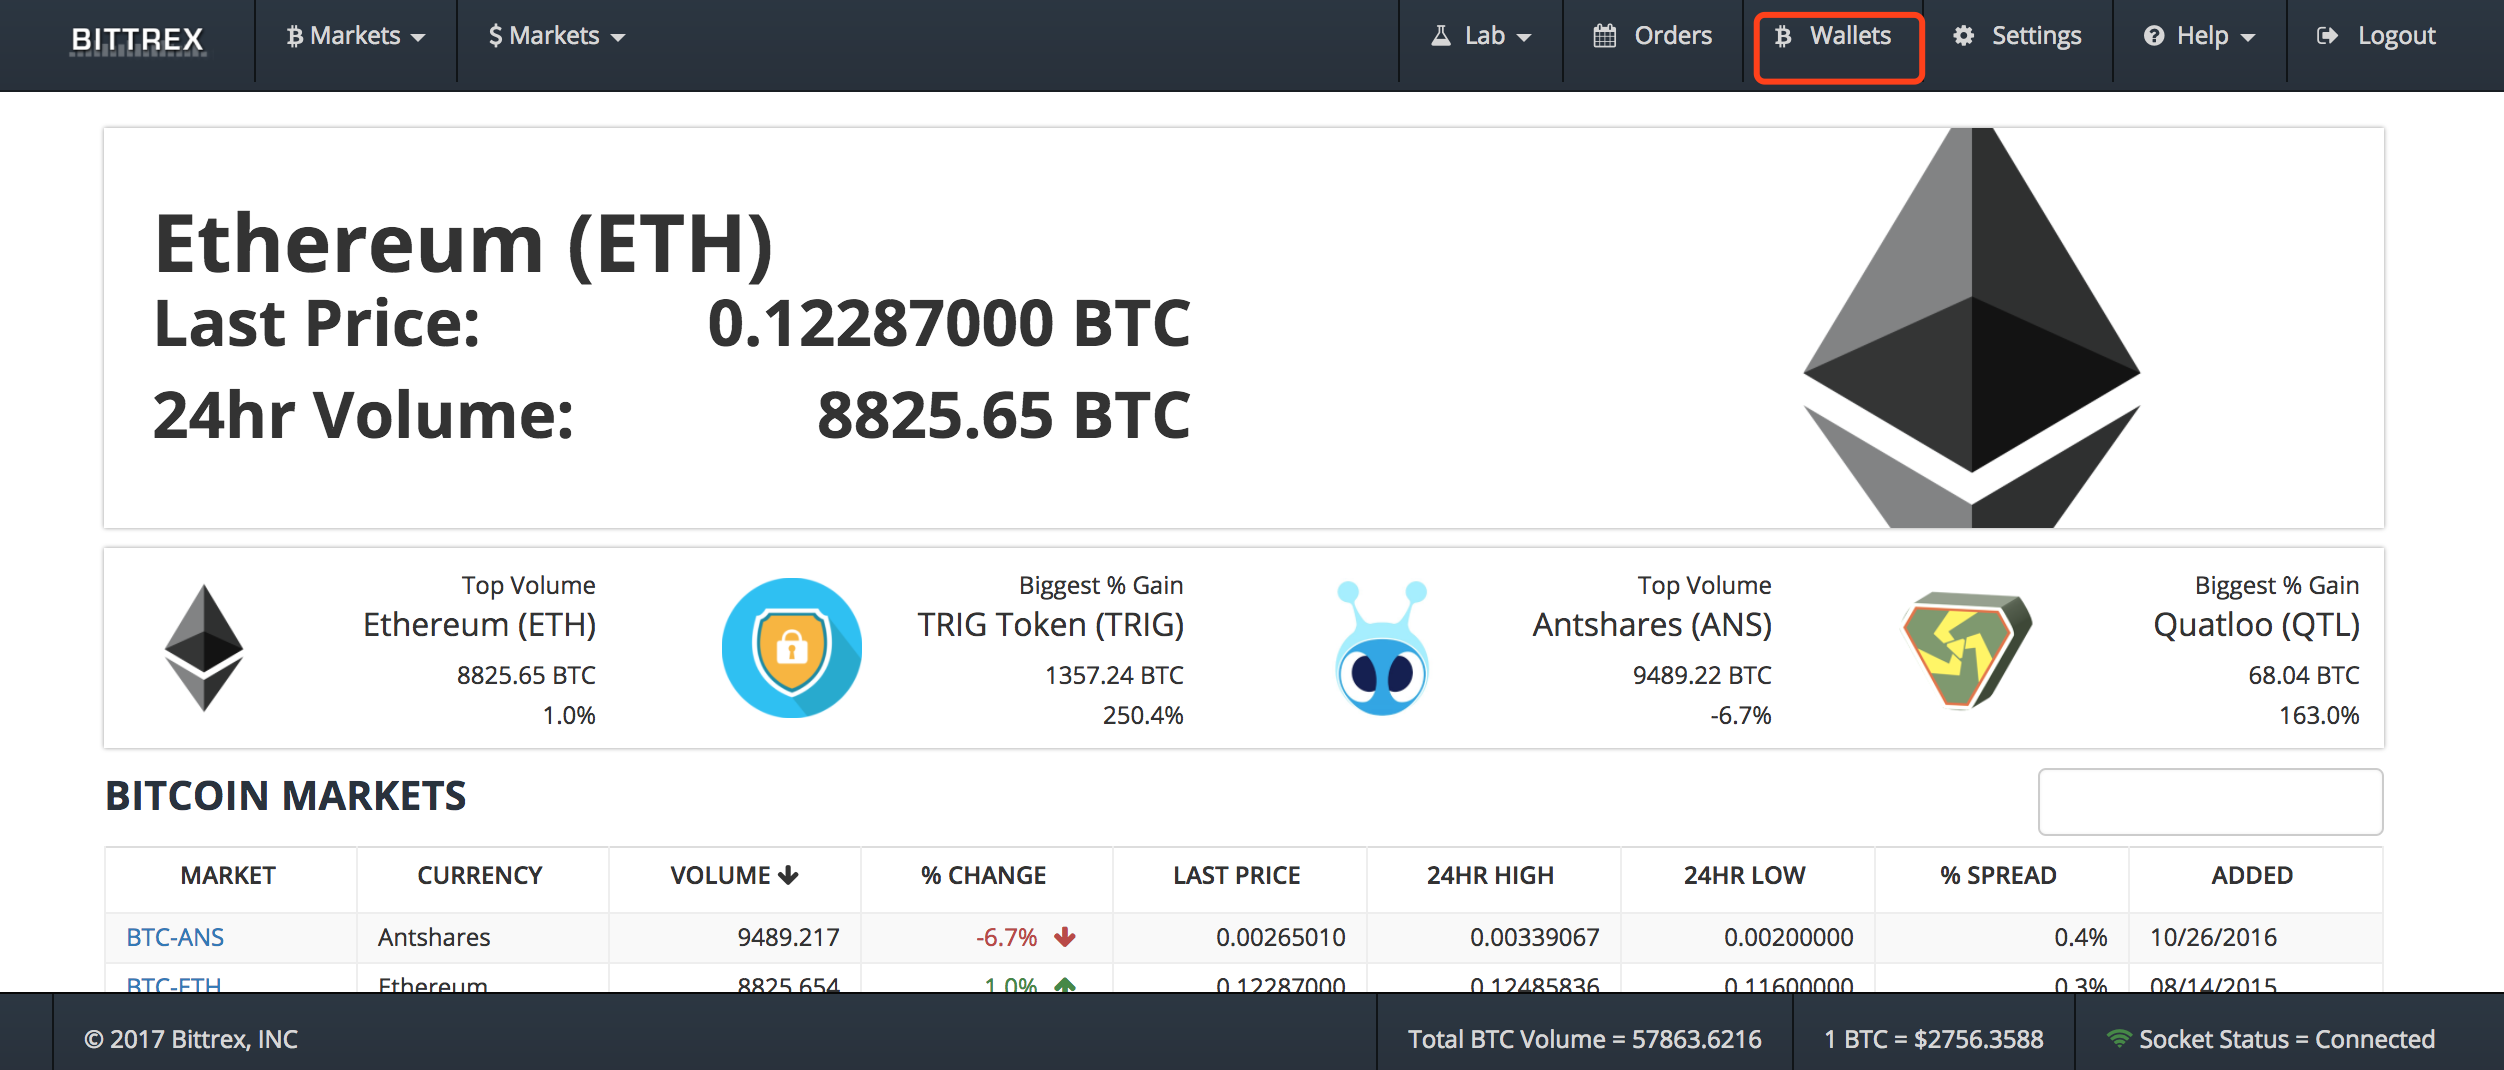 BITTREX
Markets
$ Markets
Lab
Orders
Wallets
Settings
Help
Logout
Ethereum (ETH)
Last Price: 0.12287000 BTC
24hr Volume: 8825.65 BTC
Top Volume
Ethereum (ETH)
8825.65 BTC
1.0%
Biggest % Gain
TRIG Token (TRIG)
1357.24 BTC
250.4%
Top Volume
Antshares (ANS)
9489.22 BTC
-6.7%
Biggest % Gain
Quatloo (QTL)
68.04 BTC
163.0%
BITCOIN MARKETS
MARKET CURRENCY VOLUME % CHANGE LAST PRICE 24HR HIGH 24HR LOW % SPREAD ADDED
BTC-ANS Antshares 9489.217 -6.7% 0.00265010 0.00339067 0.00200000 0.4% 10/26/2016
BTC-ETH Ethereum 8825.654 1.0% 0.12287000 0.12485836 0.11600000 0.3% 08/14/2015
© 2017 Bittrex, INC
Total BTC Volume = 57863.6216
1 BTC = $2756.3588
Socket Status = Connected